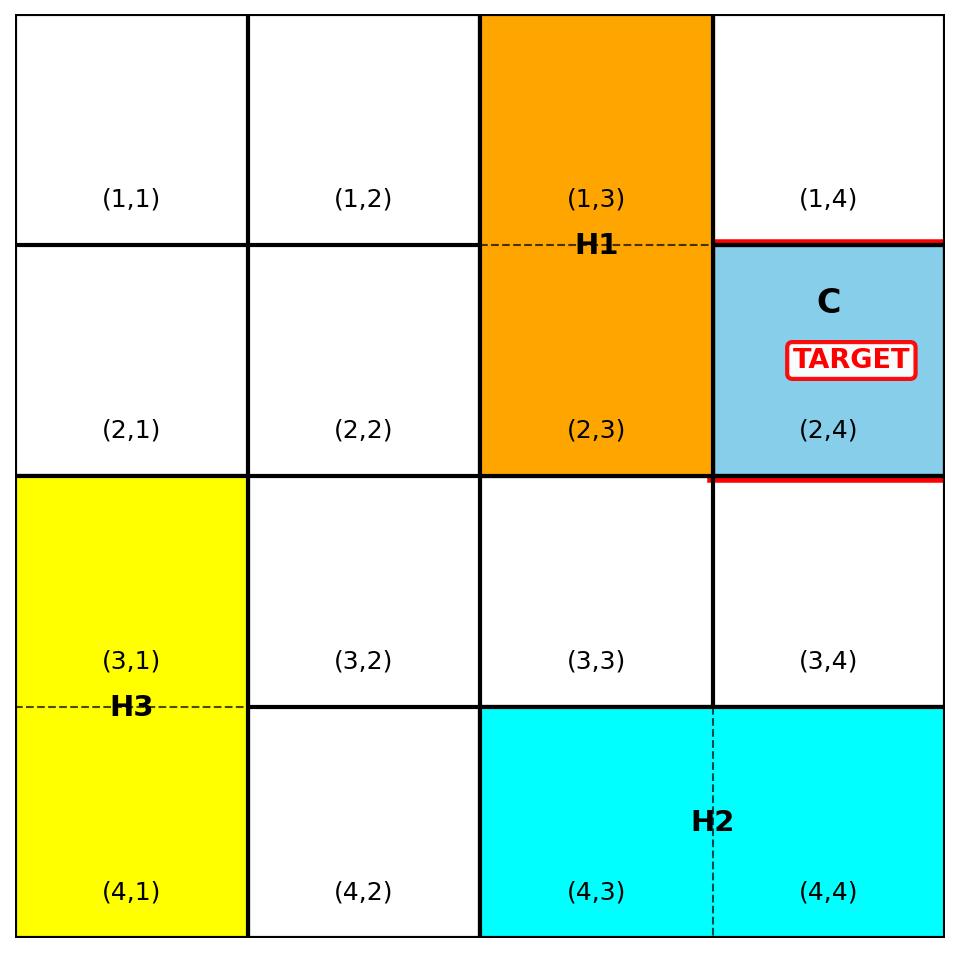 (1,1) (1,2) (1,3) (1,4)
H1
C
TARGET
(2,1) (2,2) (2,3) (2,4)
(3,1) (3,2) (3,3) (3,4)
H3
H2
(4,1) (4,2) (4,3) (4,4)